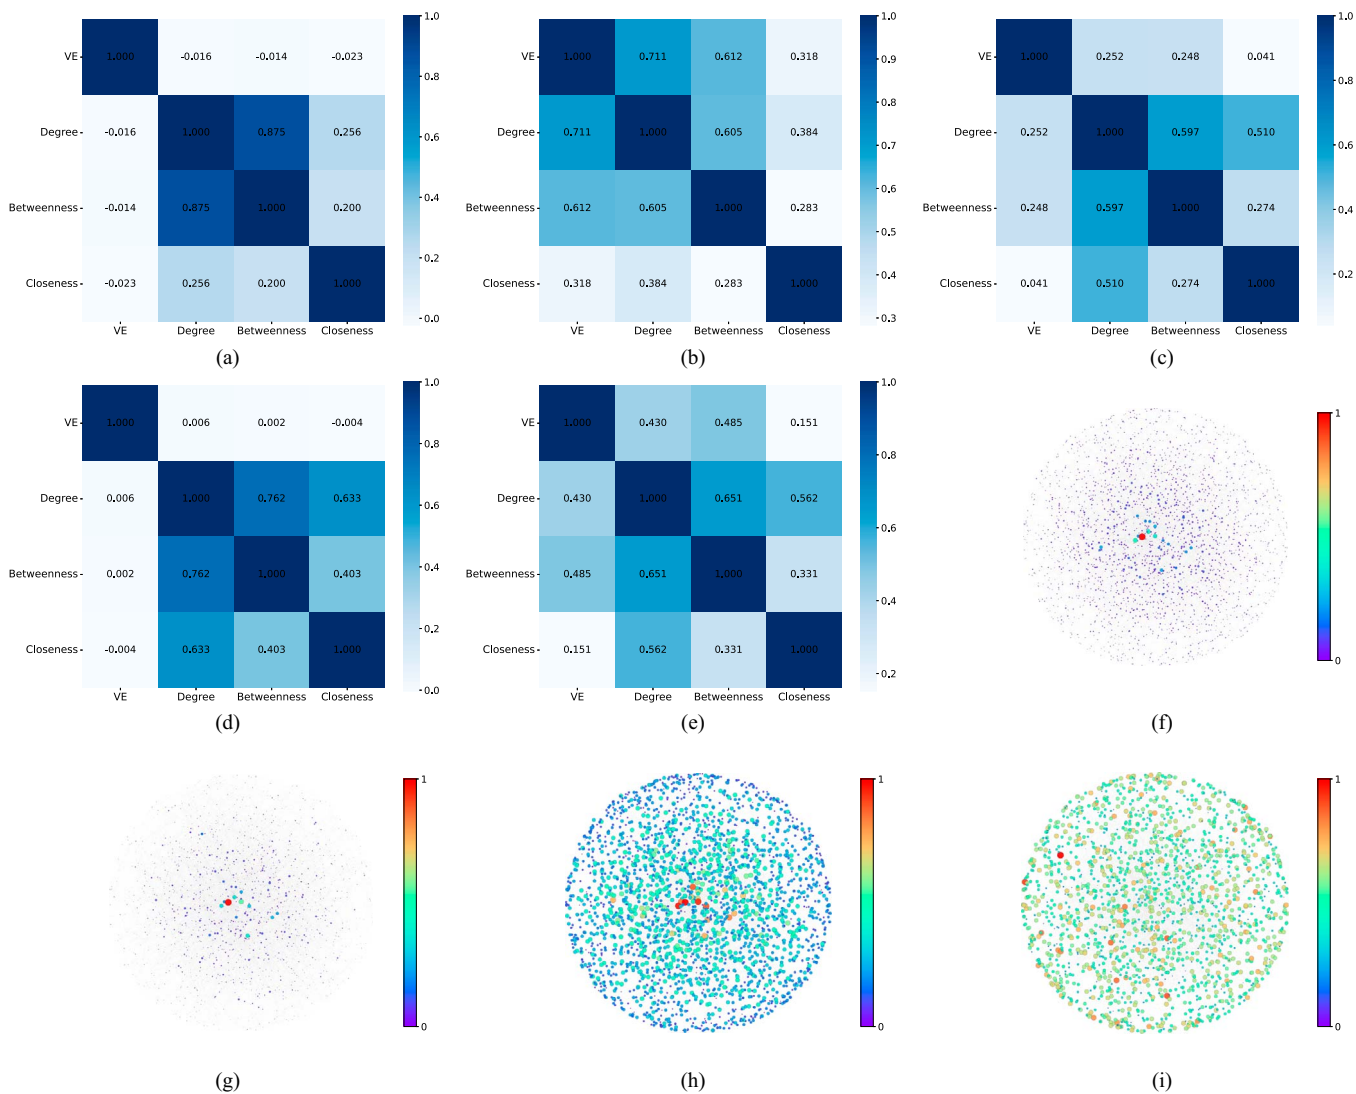 1.0
VE 1.000 -0.016 -0.014 -0.023
0.8
Degree -0.016 1.000 0.875 0.256
0.6
0.4
Betweenness -0.014 0.875 1.000 0.200
0.2
Closeness -0.023 0.256 0.200 1.000
0.0
VE Degree Betweenness Closeness
(a)
1.0
VE 1.000 0.711 0.612 0.318
0.9
0.8
Degree 0.711 1.000 0.605 0.384
0.7
0.6
Betweenness 0.612 0.605 1.000 0.283
0.5
0.4
Closeness 0.318 0.384 0.283 1.000
0.3
VE Degree Betweenness Closeness
(b)
1.0
VE 1.000 0.252 0.248 0.041
0.8
Degree 0.252 1.000 0.597 0.510
0.6
0.4
Betweenness 0.248 0.597 1.000 0.274
0.2
Closeness 0.041 0.510 0.274 1.000
VE Degree Betweenness Closeness
(c)
1.0
VE 1.000 0.006 0.002 -0.004
0.8
Degree 0.006 1.000 0.762 0.633
0.6
0.4
Betweenness 0.002 0.762 1.000 0.403
0.2
Closeness -0.004 0.633 0.403 1.000
0.0
VE Degree Betweenness Closeness
(d)
1.0
VE 1.000 0.430 0.485 0.151
0.8
Degree 0.430 1.000 0.651 0.562
0.6
Betweenness 0.485 0.651 1.000 0.331
0.4
Closeness 0.151 0.562 0.331 1.000
0.2
VE Degree Betweenness Closeness
(e)
1
0
(f)
1
0
(g)
1
0
(h)
1
0
(i)